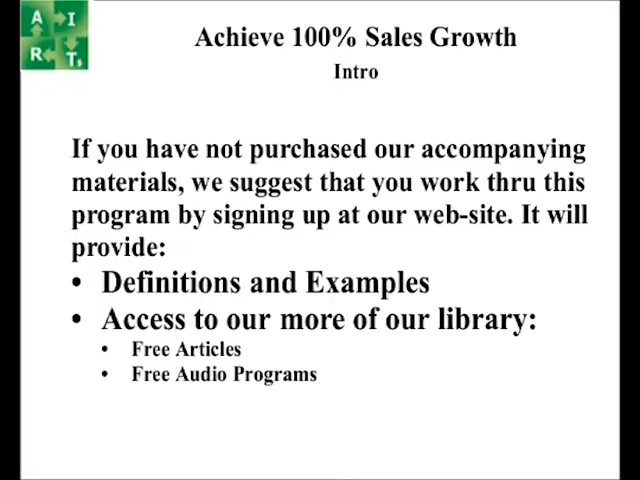 A I
R Ts
Achieve 100% Sales Growth
Intro
If you have not purchased our accompanying
materials, we suggest that you work thru this
program by signing up at our web-site. It will
provide:
• Definitions and Examples
• Access to our more of our library:
• Free Articles
• Free Audio Programs